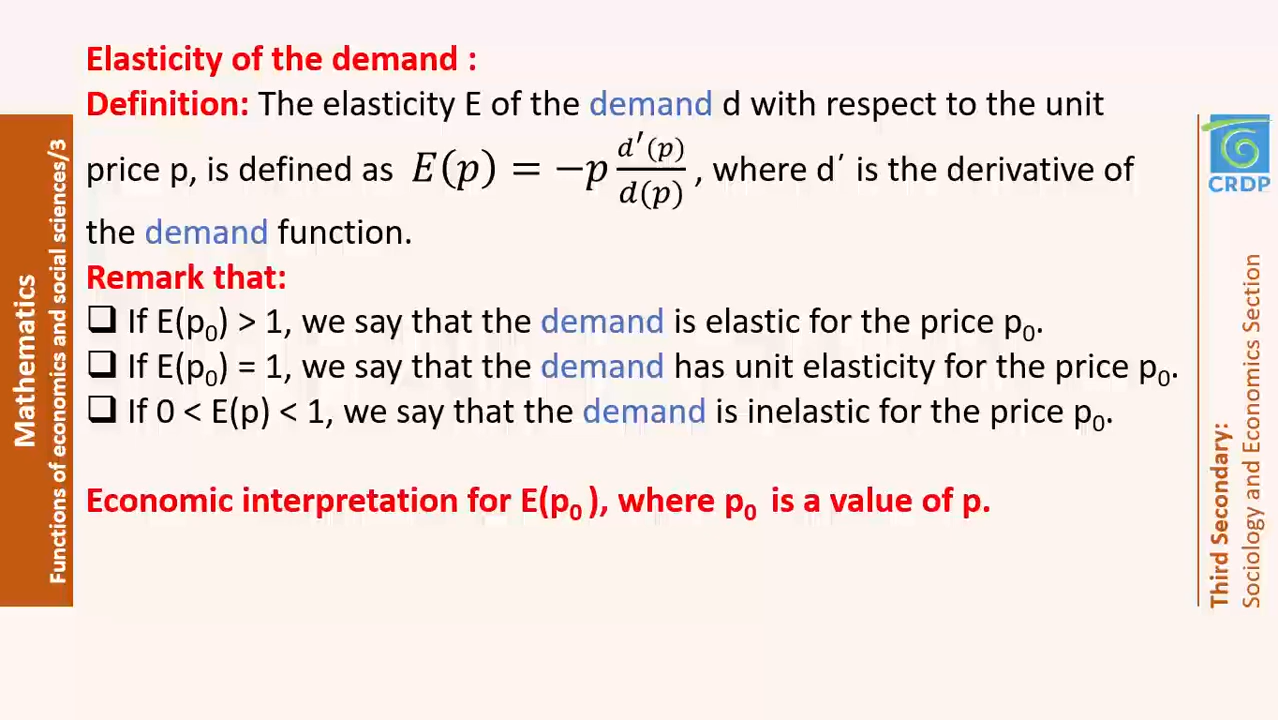 Elasticity of the demand :
Definition: The elasticity E of the demand d with respect to the unit
price p, is defined as E(p) = −p d′(p)/d(p) , where d′ is the derivative of
the demand function.
Remark that:
❑ If E(p₀) > 1, we say that the demand is elastic for the price p₀.
❑ If E(p₀) = 1, we say that the demand has unit elasticity for the price p₀.
❑ If 0 < E(p) < 1, we say that the demand is inelastic for the price p₀.
Economic interpretation for E(p₀ ), where p₀ is a value of p.
Mathematics
Functions of economics and social sciences/3
CRDP
Third Secondary:
Sociology and Economics Section